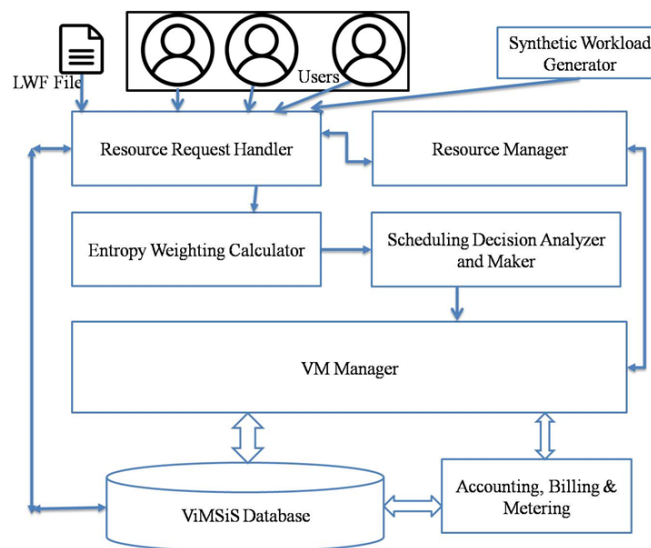 Synthetic Workload
Generator
Users
LWF File
Resource Request Handler
Resource Manager
Entropy Weighting Calculator
Scheduling Decision Analyzer
and Maker
VM Manager
ViMSiS Database
Accounting, Billing &
Metering